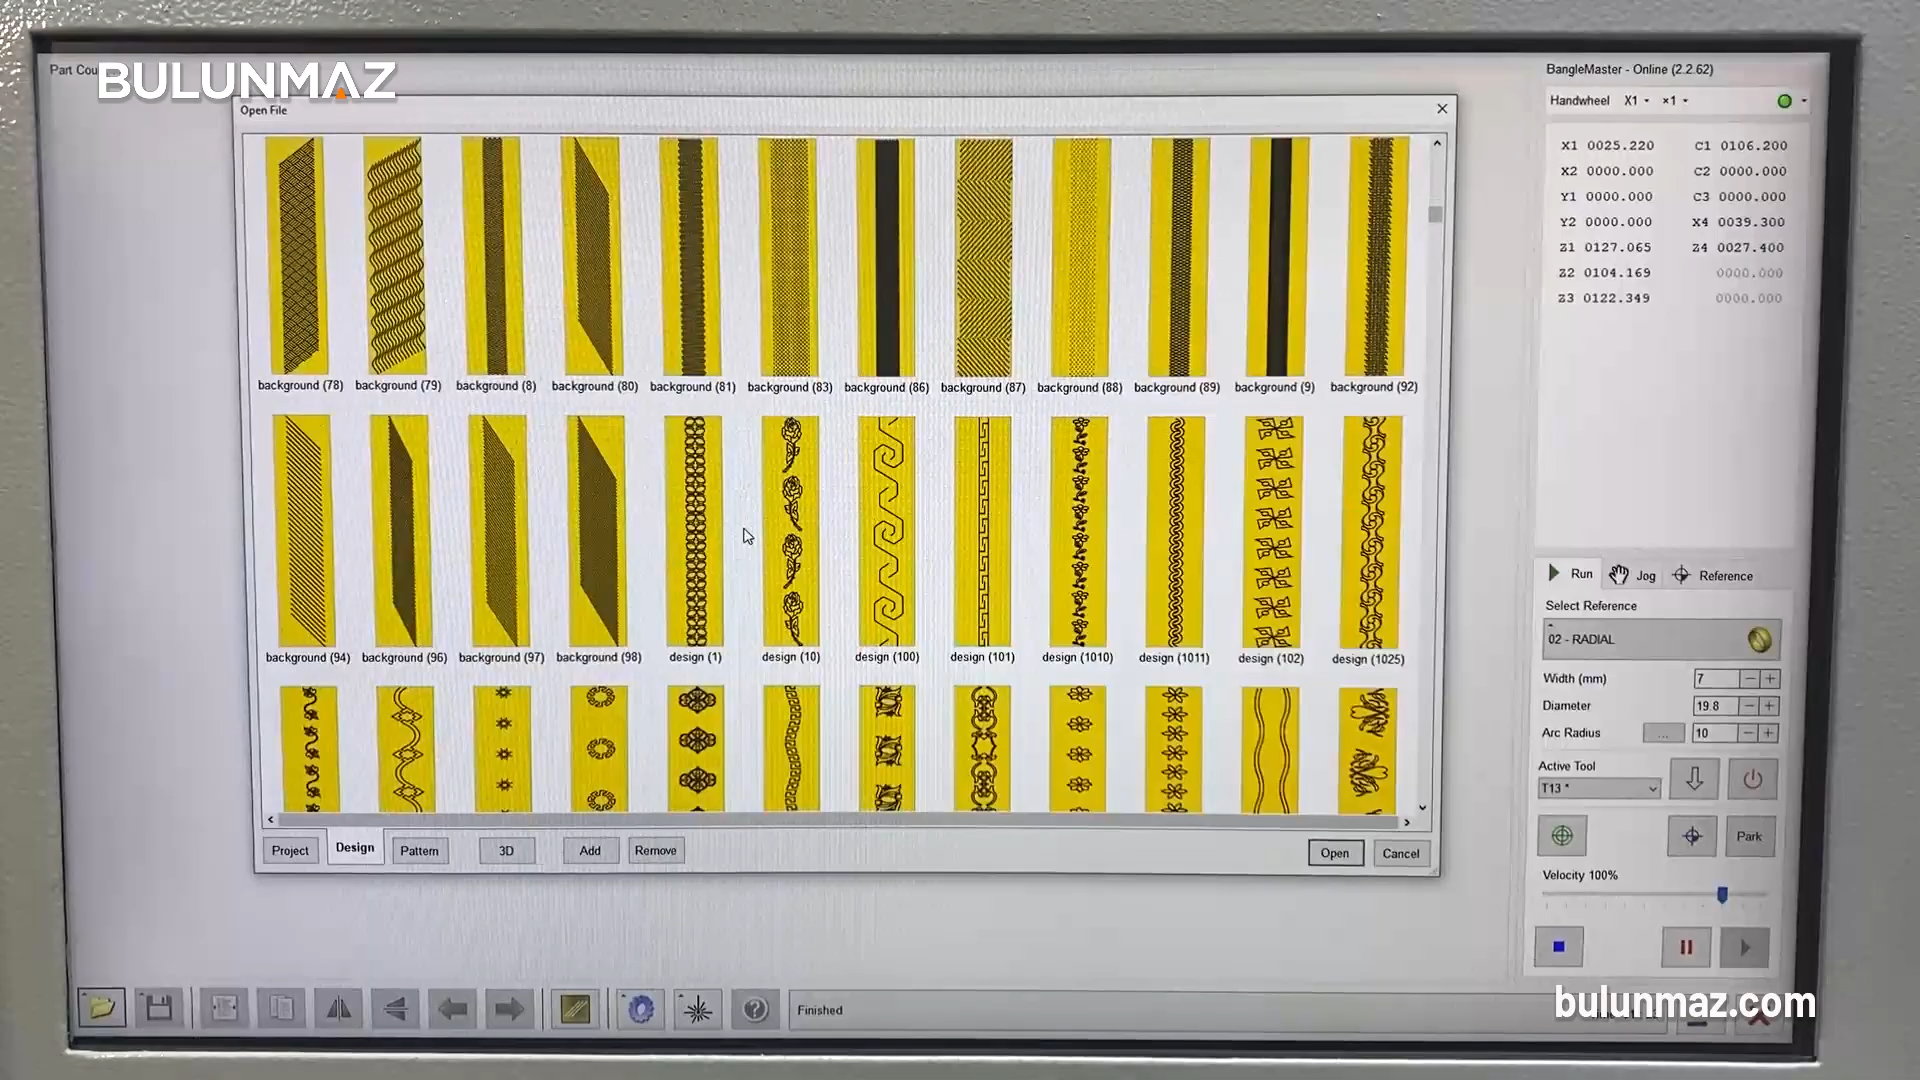 Part Cou
BULUNMAZ
BangleMaster - Online (2.2.62)
Open File
Handwheel X1 ×1
X1 0025.220 C1 0106.200
X2 0000.000 C2 0000.000
Y1 0000.000 C3 0000.000
Y2 0000.000 X4 0039.300
Z1 0127.065 Z4 0027.400
Z2 0104.169 0000.000
Z3 0122.349 0000.000
background (78) background (79) background (8) background (80) background (81) background (83) background (86) background (87) background (88) background (89) background (9) background (92)
background (94) background (96) background (97) background (98) design (1) design (10) design (100) design (101) design (1010) design (1011) design (102) design (1025)
Run Jog Reference
Select Reference
02 - RADIAL
Width (mm) 7
Diameter 19.8
Arc Radius ... 10
Active Tool
T13 *
Park
Velocity 100%
Project Design Pattern 3D Add Remove Open Cancel
Finished
bulunmaz.com